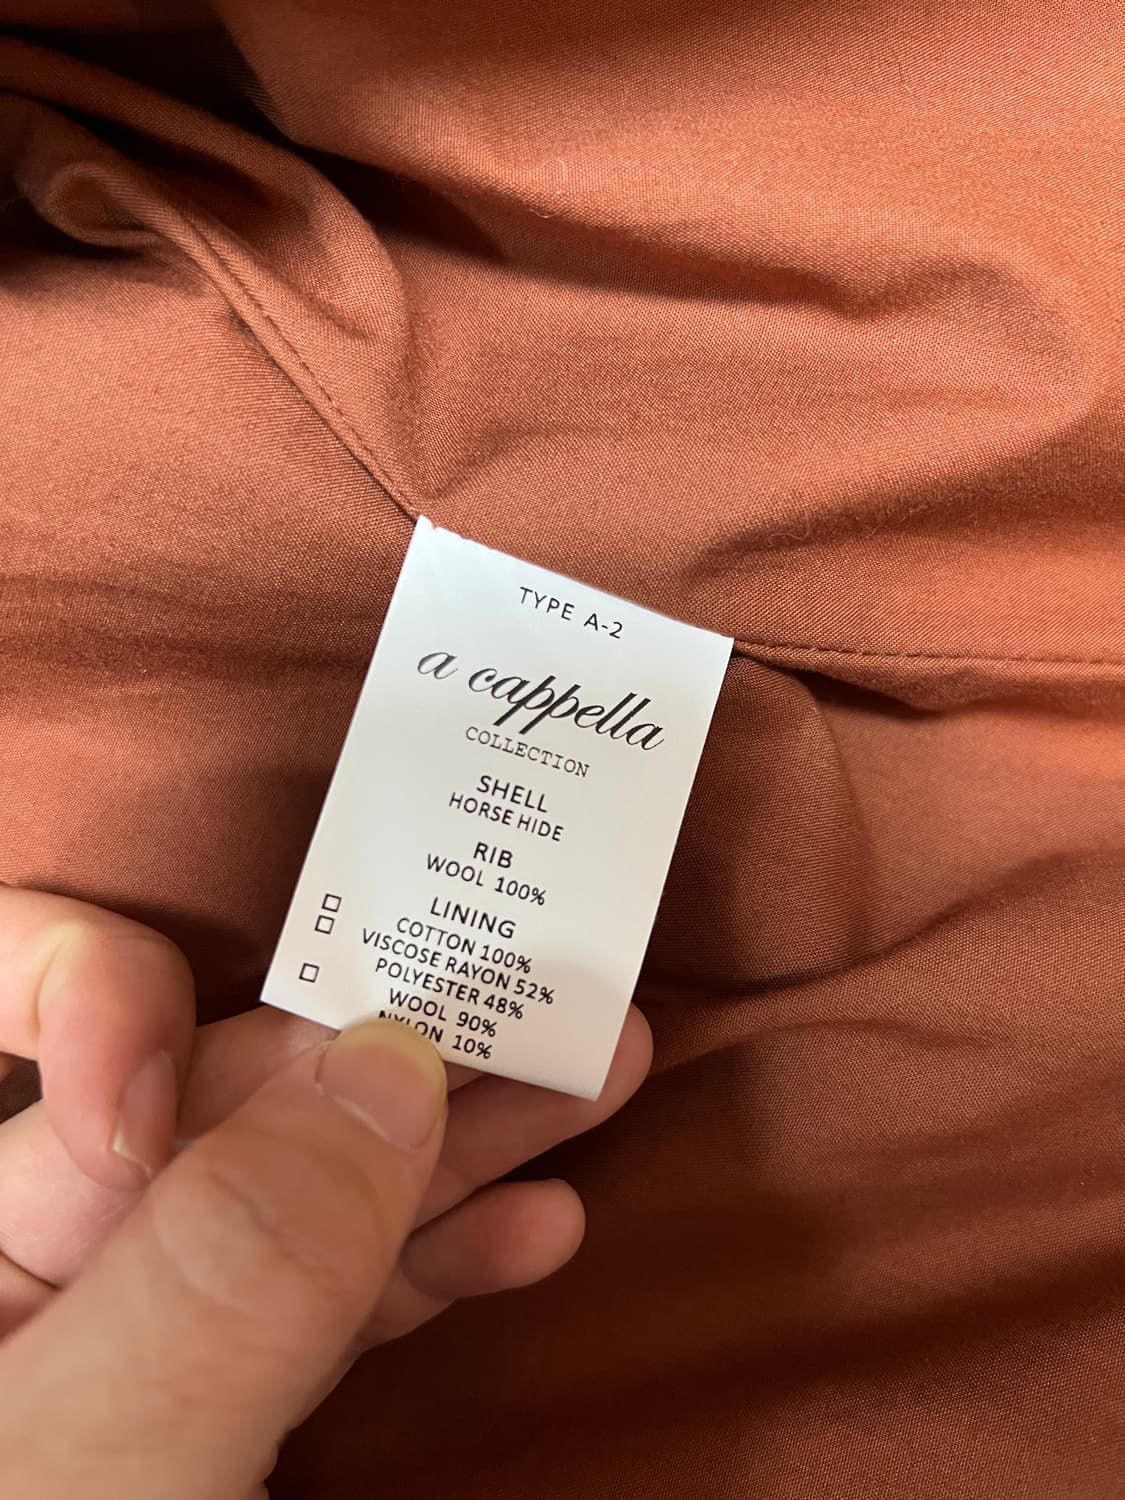 TYPE A-2
a cappella
COLLECTION
SHELL
HORSE HIDE
RIB
WOOL 100%
LINING
COTTON 100%
VISCOSE RAYON 52%
POLYESTER 48%
WOOL 90%
NYLON 10%